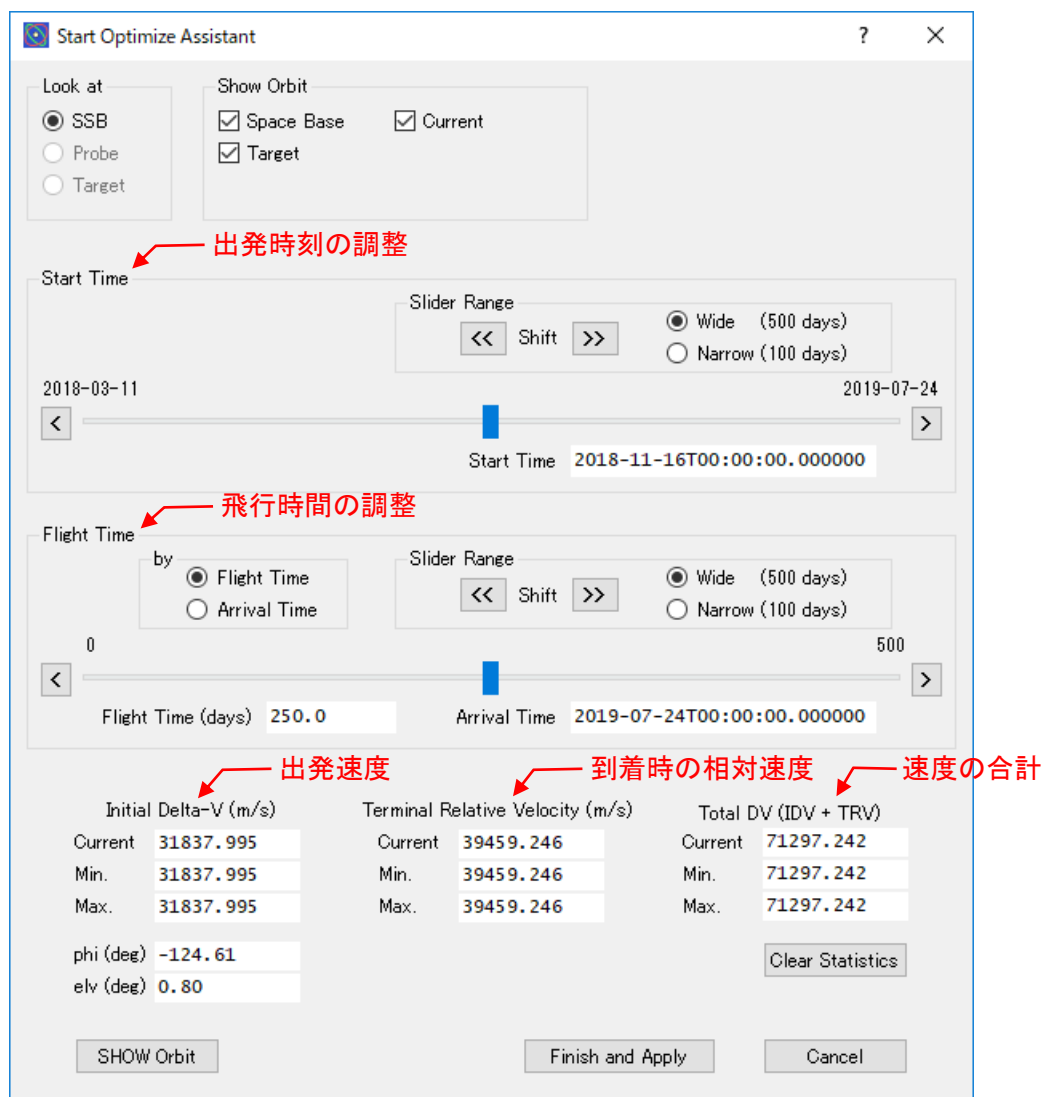 Start Optimize Assistant ? ×
Look at Show Orbit
SSB Space Base Current
Probe Target
Target
出発時刻の調整
Start Time
Slider Range
<< Shift >> Wide (500 days)
Narrow (100 days)
2018-03-11 2019-07-24
< >
Start Time 2018-11-16T00:00:00.000000
飛行時間の調整
Flight Time
by Slider Range
Flight Time << Shift >> Wide (500 days)
Arrival Time Narrow (100 days)
0 500
< >
Flight Time (days) 250.0 Arrival Time 2019-07-24T00:00:00.000000
出発速度 到着時の相対速度 速度の合計
Initial Delta-V (m/s) Terminal Relative Velocity (m/s) Total DV (IDV + TRV)
Current 31837.995 Current 39459.246 Current 71297.242
Min. 31837.995 Min. 39459.246 Min. 71297.242
Max. 31837.995 Max. 39459.246 Max. 71297.242
phi (deg) -124.61 Clear Statistics
elv (deg) 0.80
SHOW Orbit Finish and Apply Cancel